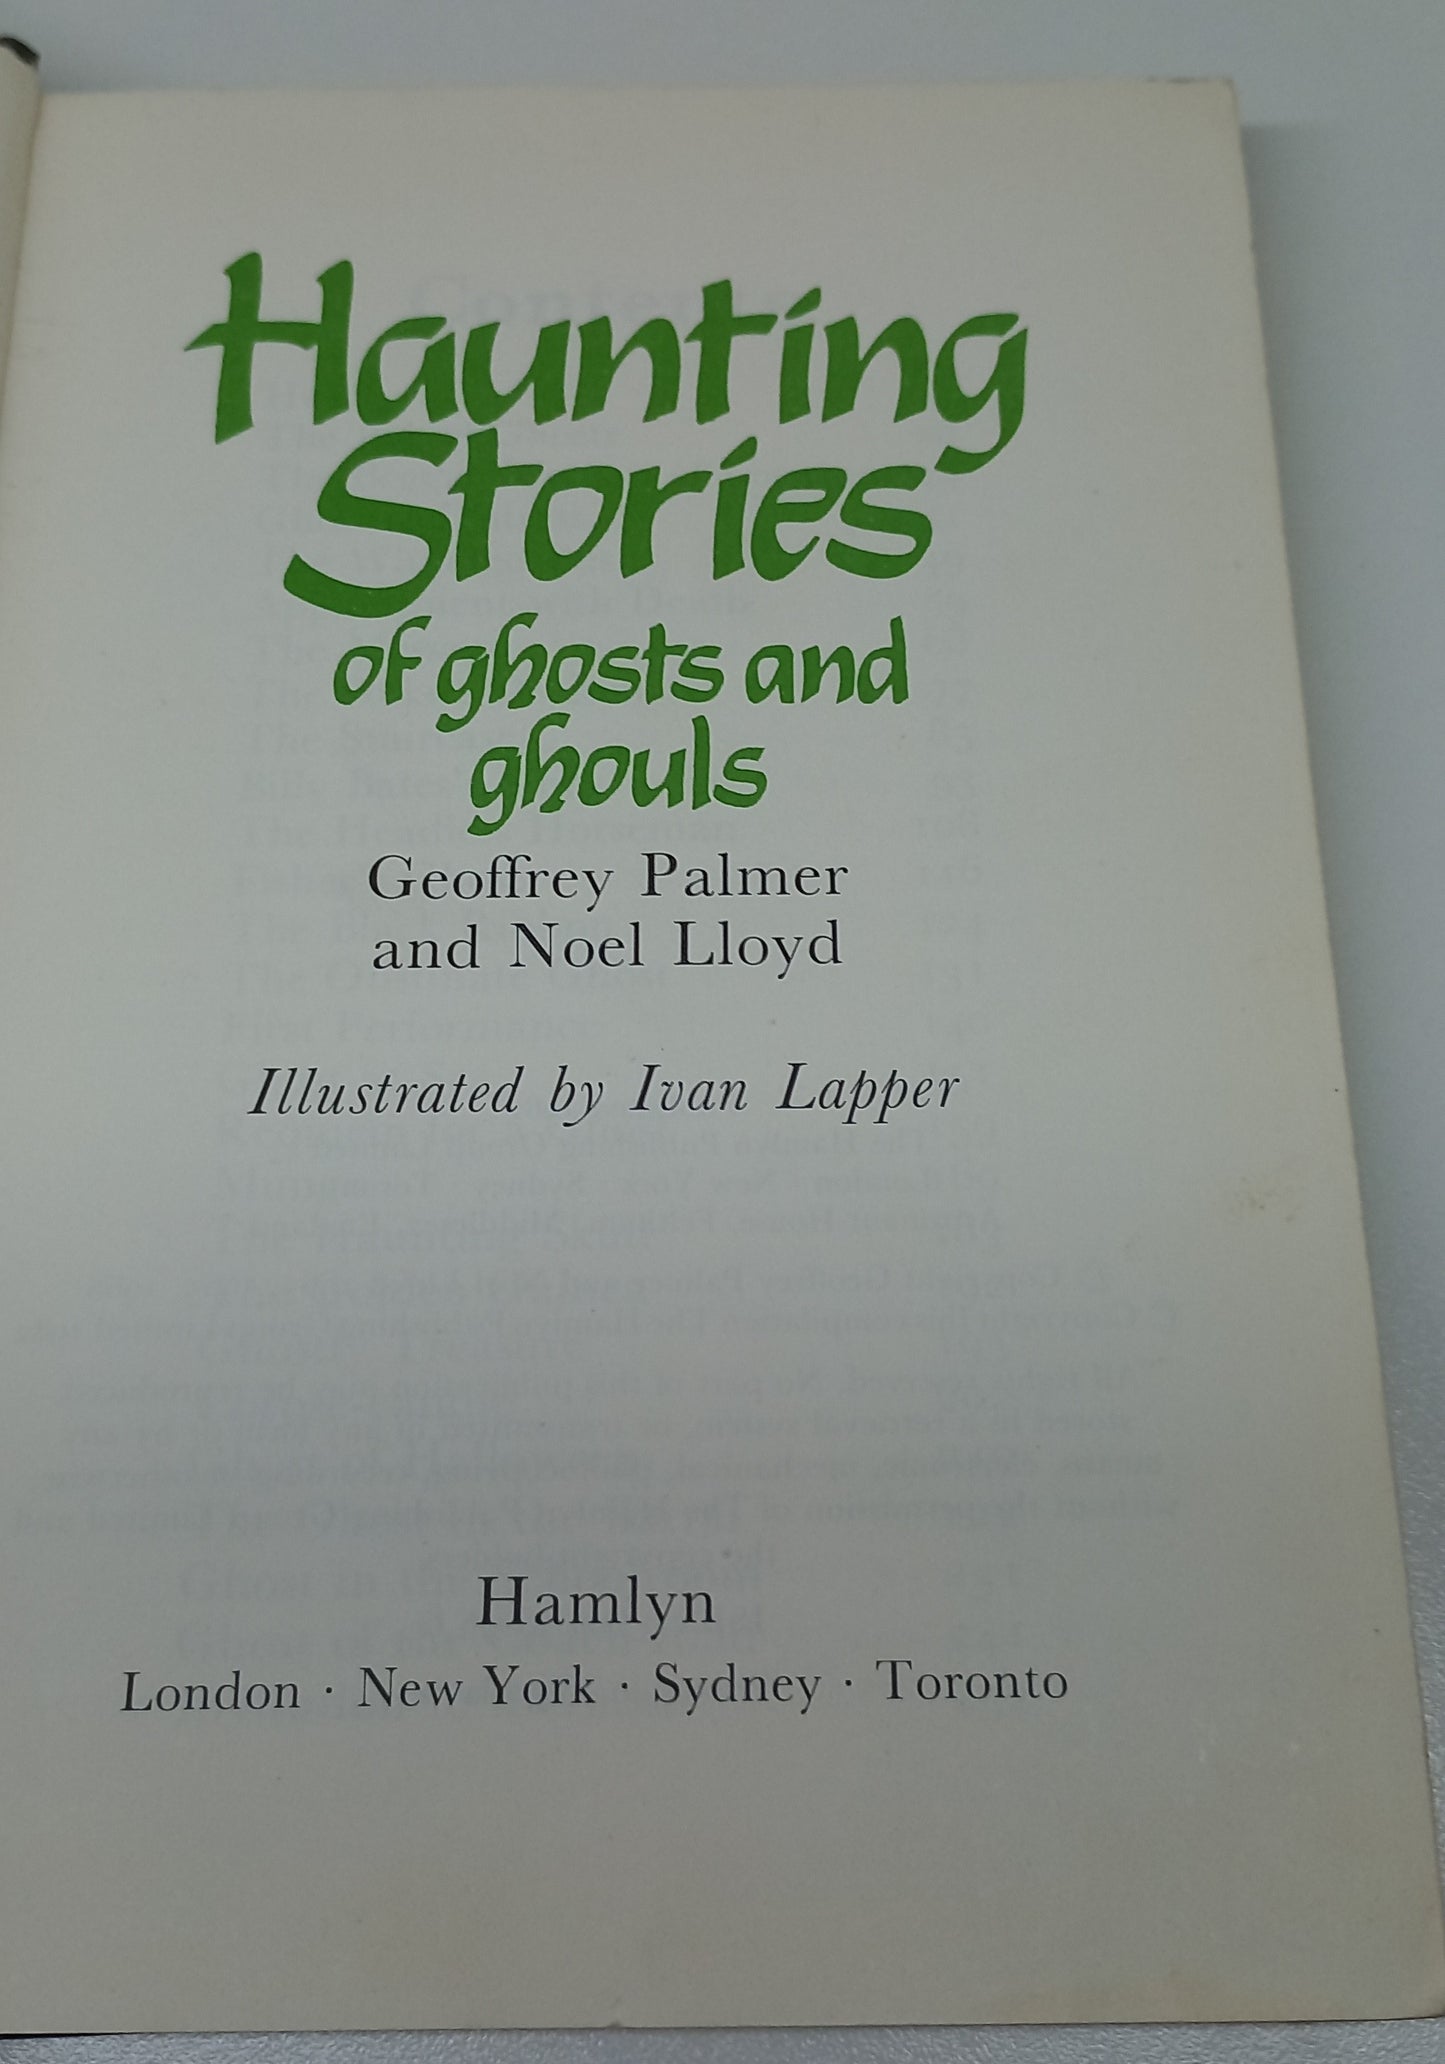 Haunting
Stories
of ghosts and
ghouls
Geoffrey Palmer
and Noel Lloyd
Illustrated by Ivan Lapper
Hamlyn
London · New York · Sydney · Toronto